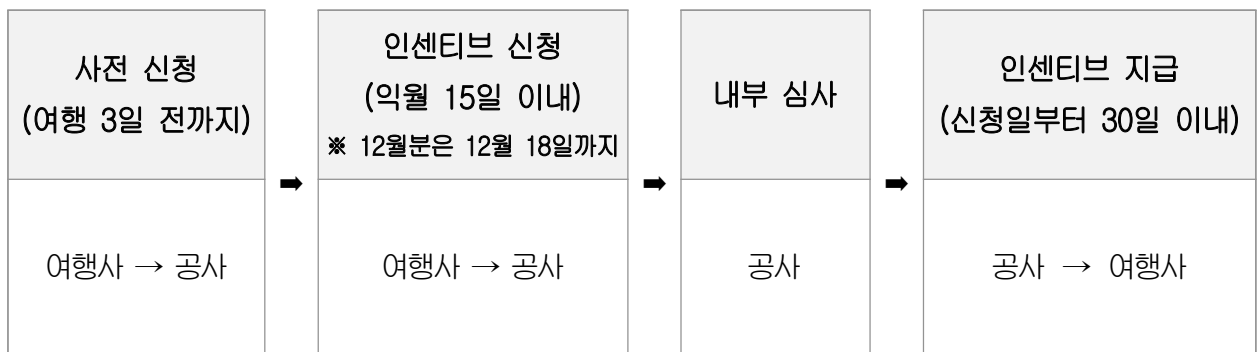 사전 신청
(여행 3일 전까지)
➡
인센티브 신청
(익월 15일 이내)
※ 12월분은 12월 18일까지
➡
내부 심사
➡
인센티브 지급
(신청일부터 30일 이내)
여행사 → 공사
여행사 → 공사
공사
공사 → 여행사